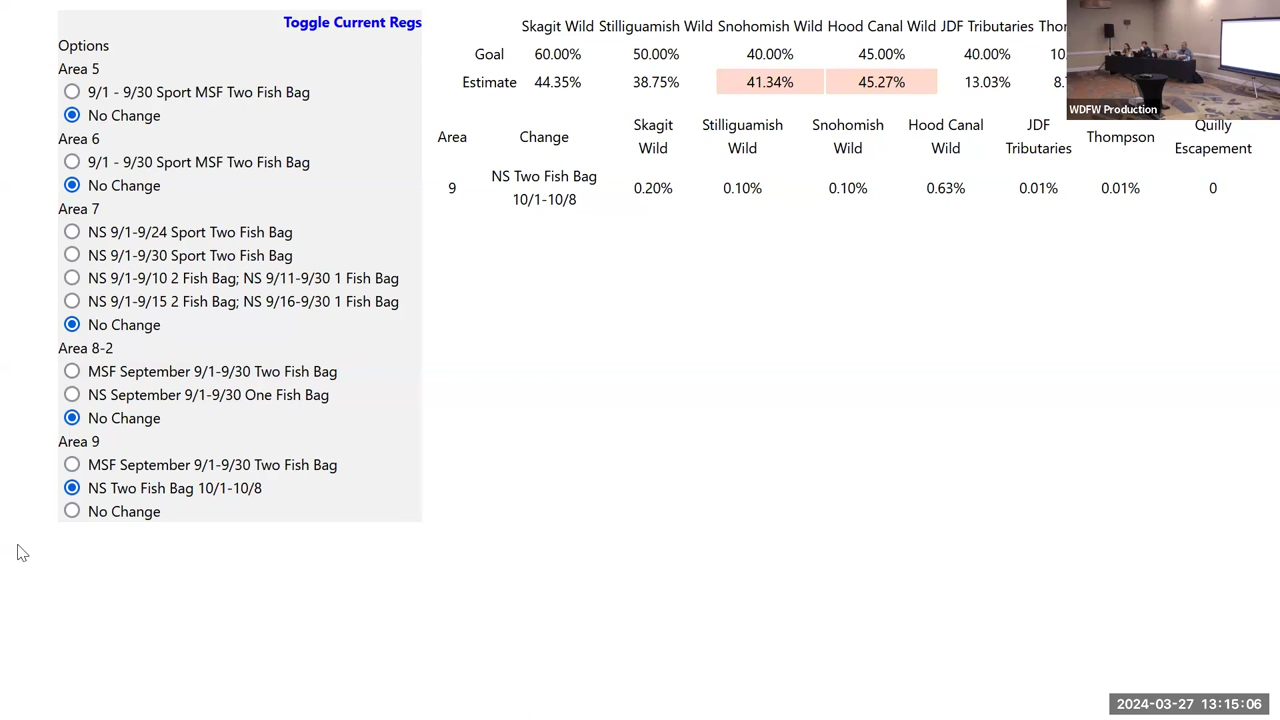 Toggle Current Regs
Options
Area 5
9/1 - 9/30 Sport MSF Two Fish Bag
No Change
Area 6
9/1 - 9/30 Sport MSF Two Fish Bag
No Change
Area 7
NS 9/1-9/24 Sport Two Fish Bag
NS 9/1-9/30 Sport Two Fish Bag
NS 9/1-9/10 2 Fish Bag; NS 9/11-9/30 1 Fish Bag
NS 9/1-9/15 2 Fish Bag; NS 9/16-9/30 1 Fish Bag
No Change
Area 8-2
MSF September 9/1-9/30 Two Fish Bag
NS September 9/1-9/30 One Fish Bag
No Change
Area 9
MSF September 9/1-9/30 Two Fish Bag
NS Two Fish Bag 10/1-10/8
No Change
Skagit Wild Stilliguamish Wild Snohomish Wild Hood Canal Wild JDF Tributaries
Goal 60.00% 50.00% 40.00% 45.00% 40.00%
Estimate 44.35% 38.75% 41.34% 45.27% 13.03%
Area Change Skagit Wild Stilliguamish Wild Snohomish Wild Hood Canal Wild JDF Tributaries Thompson Quilly Escapement
9 NS Two Fish Bag 10/1-10/8 0.20% 0.10% 0.10% 0.63% 0.01% 0.01% 0
WDFW Production
2024-03-27 13:15:06